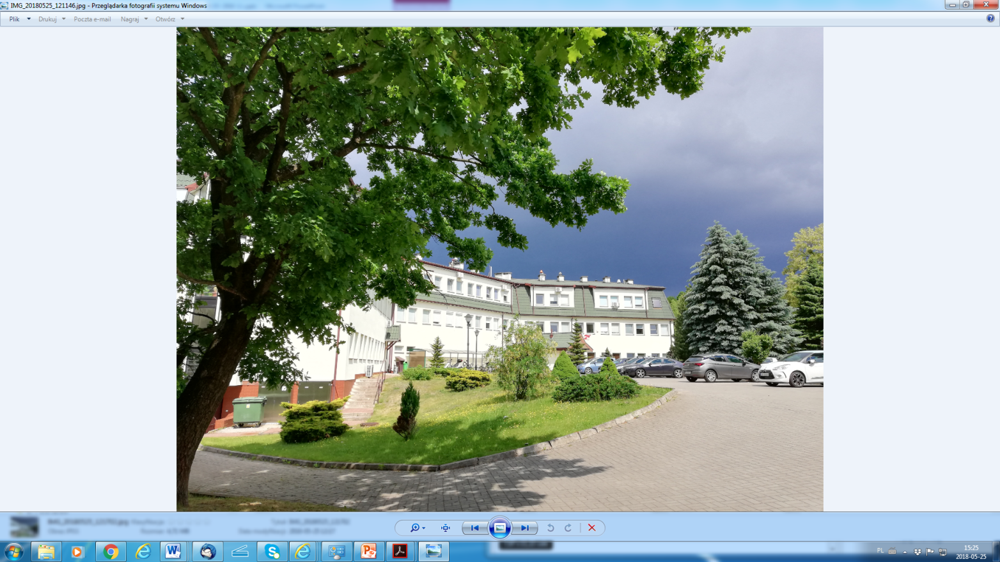 IMG_20180525_121146.jpg - Przeglądarka fotografii systemu Windows
Plik Drukuj Poczta e-mail Nagraj Otwórz
PL
15:25
2018-05-25